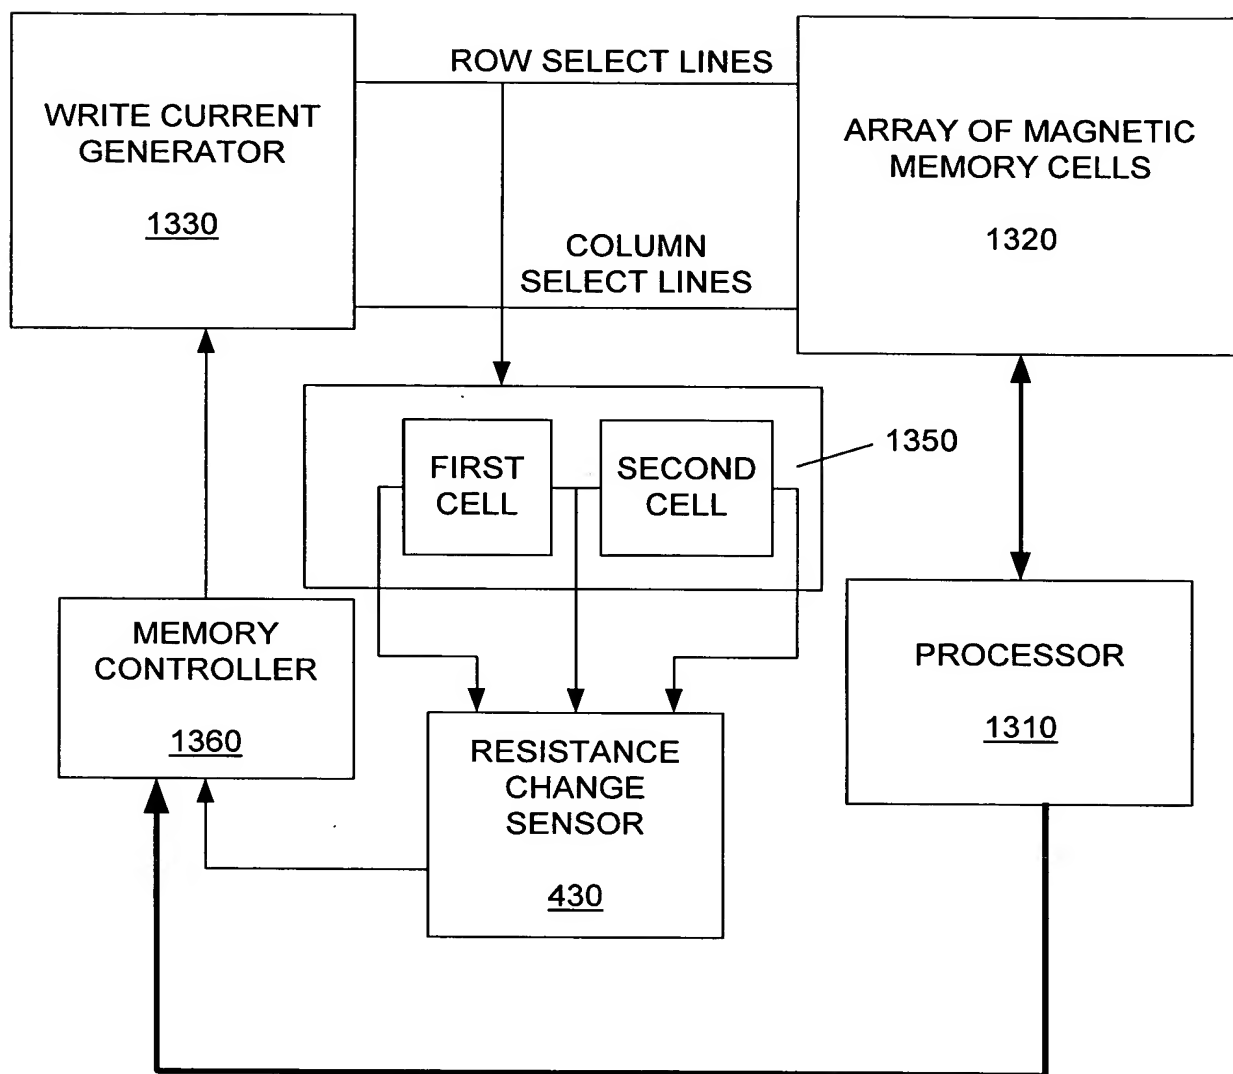 WRITE CURRENT
GENERATOR
1330
ROW SELECT LINES
COLUMN
SELECT LINES
ARRAY OF MAGNETIC
MEMORY CELLS
1320
FIRST
CELL
SECOND
CELL
1350
MEMORY
CONTROLLER
1360
RESISTANCE
CHANGE
SENSOR
430
PROCESSOR
1310